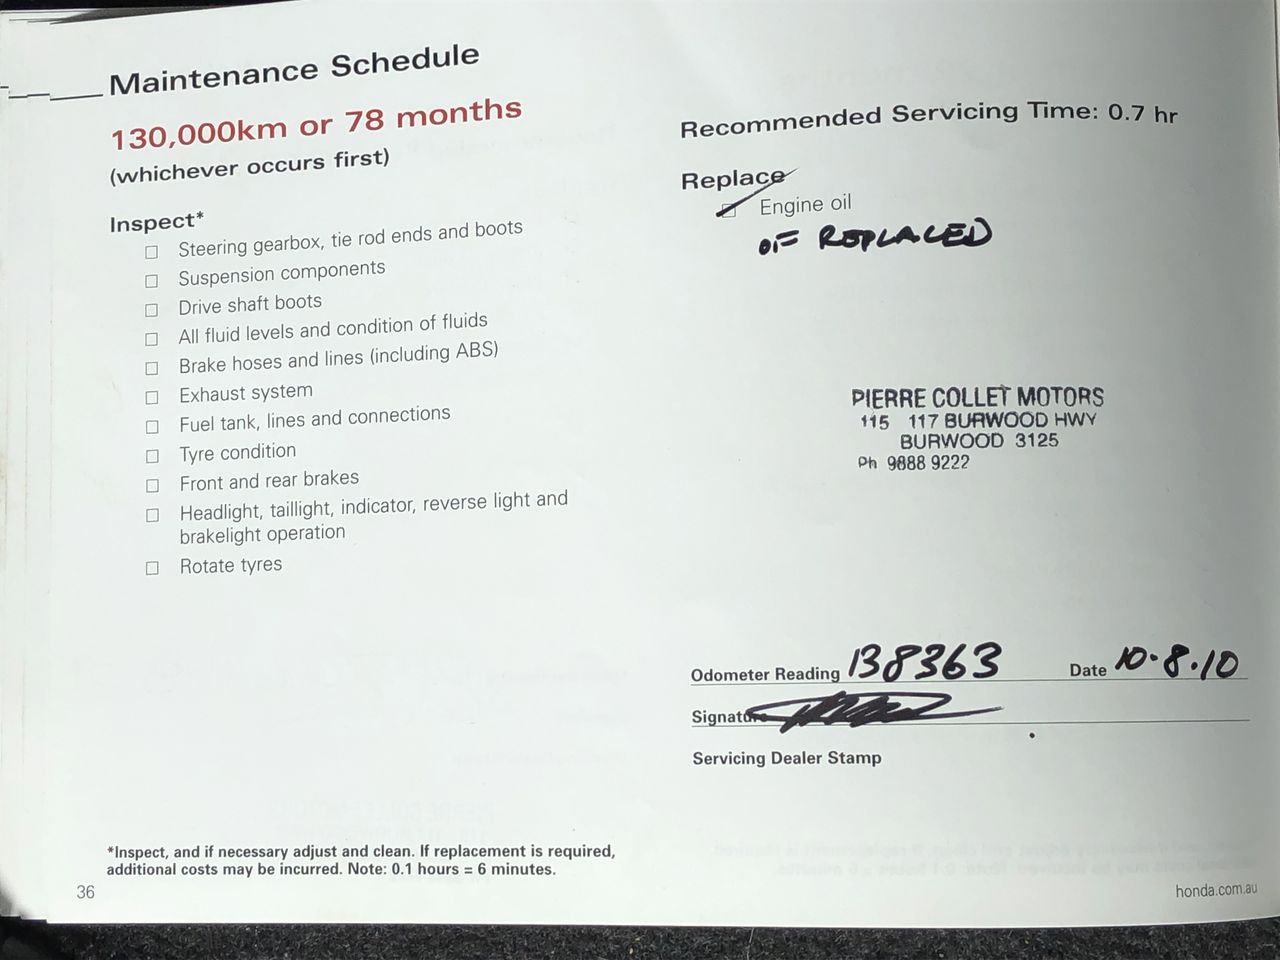 Maintenance Schedule
130,000km or 78 months
(whichever occurs first)
Inspect*
Steering gearbox, tie rod ends and boots
Suspension components
Drive shaft boots
All fluid levels and condition of fluids
Brake hoses and lines (including ABS)
Exhaust system
Fuel tank, lines and connections
Tyre condition
Front and rear brakes
Headlight, taillight, indicator, reverse light and
brakelight operation
Rotate tyres
*Inspect, and if necessary adjust and clean. If replacement is required,
additional costs may be incurred. Note: 0.1 hours = 6 minutes.
36
Recommended Servicing Time: 0.7 hr
Replace
Engine oil
OF REPLACED
PIERRE COLLET MOTORS
115 117 BURWOOD HWY
BURWOOD 3125
Ph 9888 9222
Odometer Reading 138363 Date 10.8.10
Signature
Servicing Dealer Stamp
honda.com.au